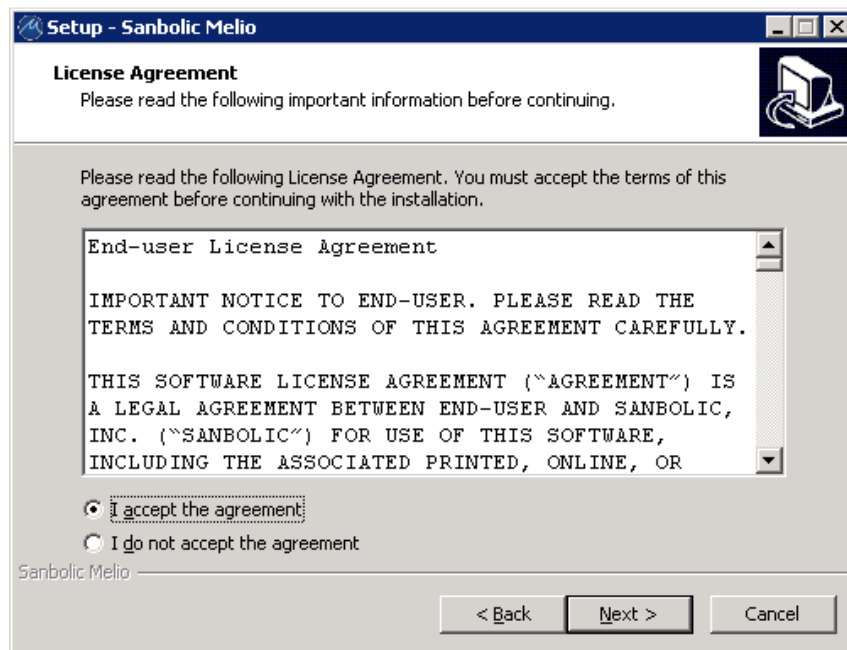 Setup - Sanbolic Melio
License Agreement
Please read the following important information before continuing.
Please read the following License Agreement. You must accept the terms of this
agreement before continuing with the installation.
End-user License Agreement
IMPORTANT NOTICE TO END-USER. PLEASE READ THE
TERMS AND CONDITIONS OF THIS AGREEMENT CAREFULLY.
THIS SOFTWARE LICENSE AGREEMENT (˝AGREEMENT˝) IS
A LEGAL AGREEMENT BETWEEN END-USER AND SANBOLIC,
INC. (˝SANBOLIC˝) FOR USE OF THIS SOFTWARE,
INCLUDING THE ASSOCIATED PRINTED, ONLINE, OR
I accept the agreement
I do not accept the agreement
Sanbolic Melio
< Back
Next >
Cancel